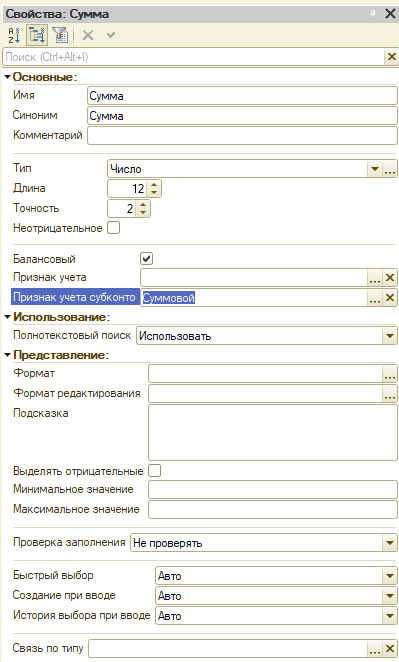 Свойства: Сумма
Поиск (Ctrl+Alt+I)
Основные:
Имя Сумма
Синоним Сумма
Комментарий
Тип Число
Длина 12
Точность 2
Неотрицательное
Балансовый
Признак учета
Признак учета субконто Суммовой
Использование:
Полнотекстовый поиск Использовать
Представление:
Формат
Формат редактирования
Подсказка
Выделять отрицательные
Минимальное значение
Максимальное значение
Проверка заполнения Не проверять
Быстрый выбор Авто
Создание при вводе Авто
История выбора при вводе Авто
Связь по типу